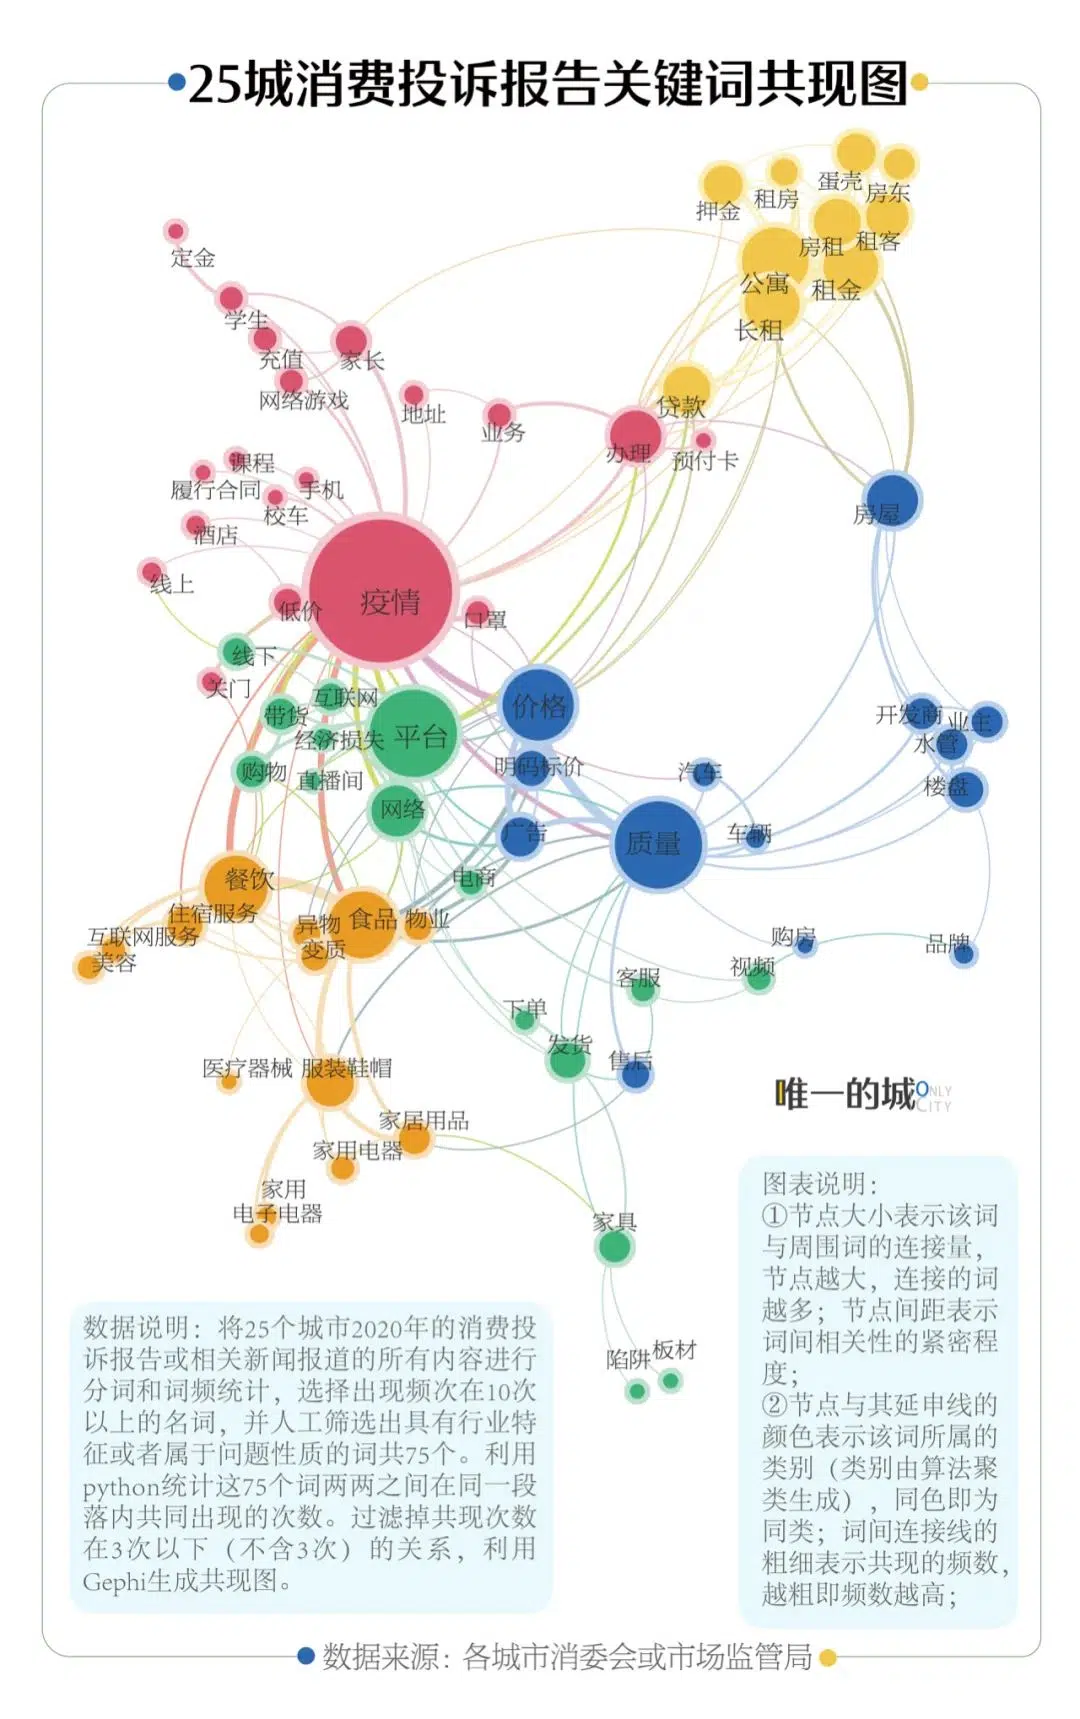 25城消费投诉报告关键词共现图
蛋壳
房东
押金
租房
房租
租客
公寓
租金
长租
定金
学生
充值
家长
网络游戏
地址
业务
贷款
办理
预付卡
课程
履行合同
手机
校车
酒店
房屋
线上
低价
疫情
口罩
线下
关门
互联网
带货
价格
平台
经济损失
开发商
业主
水管
购物
直播间
明码标价
汽车
楼盘
网络
广告
质量
车辆
餐饮
电商
住宿服务
异物
食品
物业
互联网服务
变质
美容
购房
品牌
视频
客服
下单
发货
售后
医疗器械
服装鞋帽
唯一的城
ONLY
CITY
家居用品
家用电器
家用
电子电器
家具
陷阱
板材
图表说明：
①节点大小表示该词
与周围词的连接量，
节点越大，连接的词
越多；节点间距表示
词间相关性的紧密程
度；
②节点与其延申线的
颜色表示该词所属的
类别（类别由算法聚
类生成），同色即为
同类；词间连接线的
粗细表示共现的频数，
越粗即频数越高；
数据说明：将25个城市2020年的消费投
诉报告或相关新闻报道的所有内容进行
分词和词频统计，选择出现频次在10次
以上的名词，并人工筛选出具有行业特
征或者属于问题性质的词共75个。利用
python统计这75个词两两之间在同一段
落内共同出现的次数。过滤掉共现次数
在3次以下（不含3次）的关系，利用
Gephi生成共现图。
数据来源：各城市消委会或市场监管局